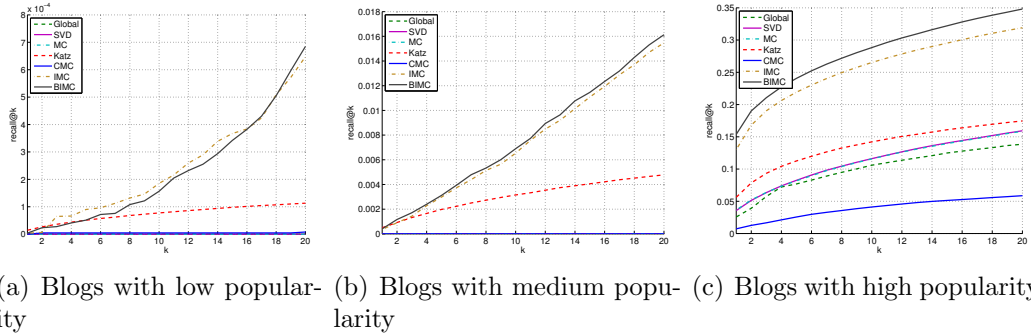 8 x 10^-4
7
6
5
4
3
2
1
0
recall@k
Global
SVD
MC
Katz
CMC
IMC
BIMC
2 4 6 8 10 12 14 16 18 20
k
0.018
0.016
0.014
0.012
0.01
0.008
0.006
0.004
0.002
0
recall@k
Global
SVD
MC
Katz
CMC
IMC
BIMC
2 4 6 8 10 12 14 16 18 20
k
0.35
0.3
0.25
0.2
0.15
0.1
0.05
0
recall@k
Global
SVD
MC
Katz
CMC
IMC
BIMC
2 4 6 8 10 12 14 16 18 20
k
a) Blogs with low popular-
ity
(b) Blogs with medium popu-
larity
(c) Blogs with high popularity